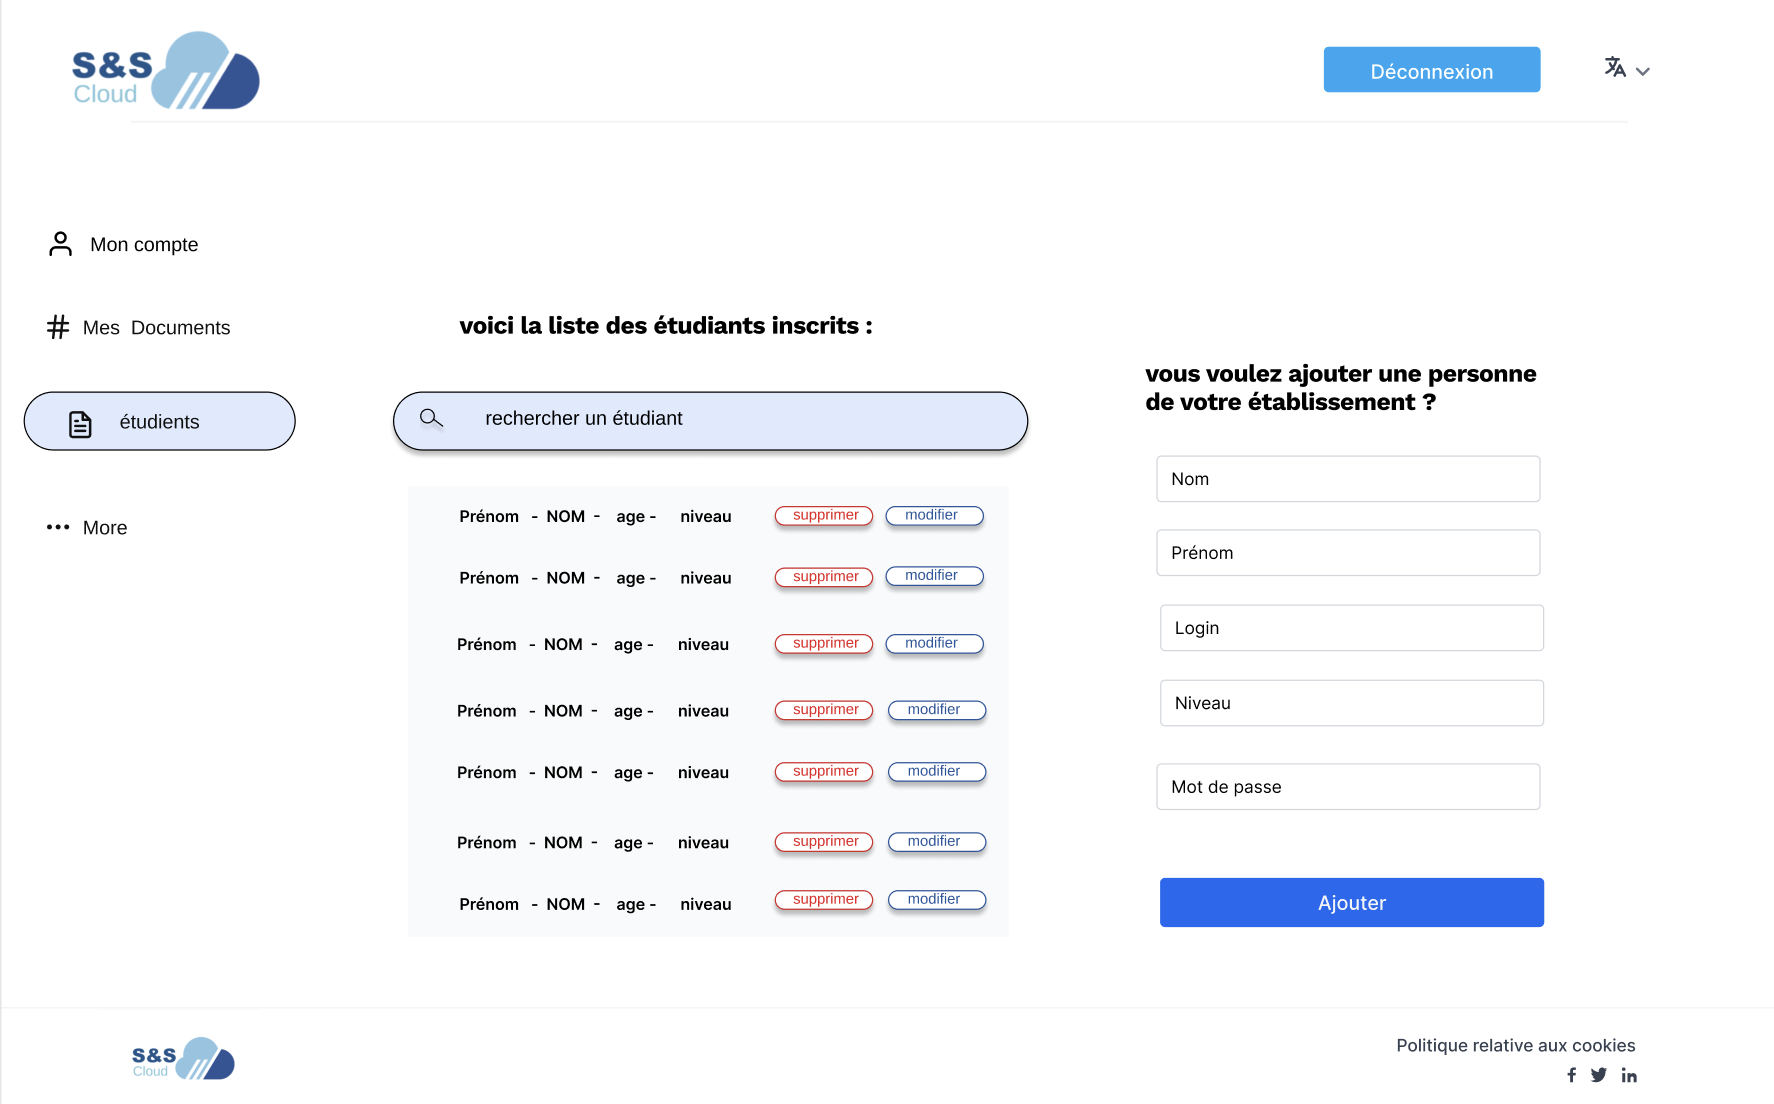 S&S
Cloud
Déconnexion
Mon compte
Mes Documents
étudients
More
voici la liste des étudiants inscrits :
rechercher un étudiant
Prénom - NOM - age - niveau supprimer modifier
Prénom - NOM - age - niveau supprimer modifier
Prénom - NOM - age - niveau supprimer modifier
Prénom - NOM - age - niveau supprimer modifier
Prénom - NOM - age - niveau supprimer modifier
Prénom - NOM - age - niveau supprimer modifier
Prénom - NOM - age - niveau supprimer modifier
vous voulez ajouter une personne
de votre établissement ?
Nom
Prénom
Login
Niveau
Mot de passe
Ajouter
S&S
Cloud
Politique relative aux cookies